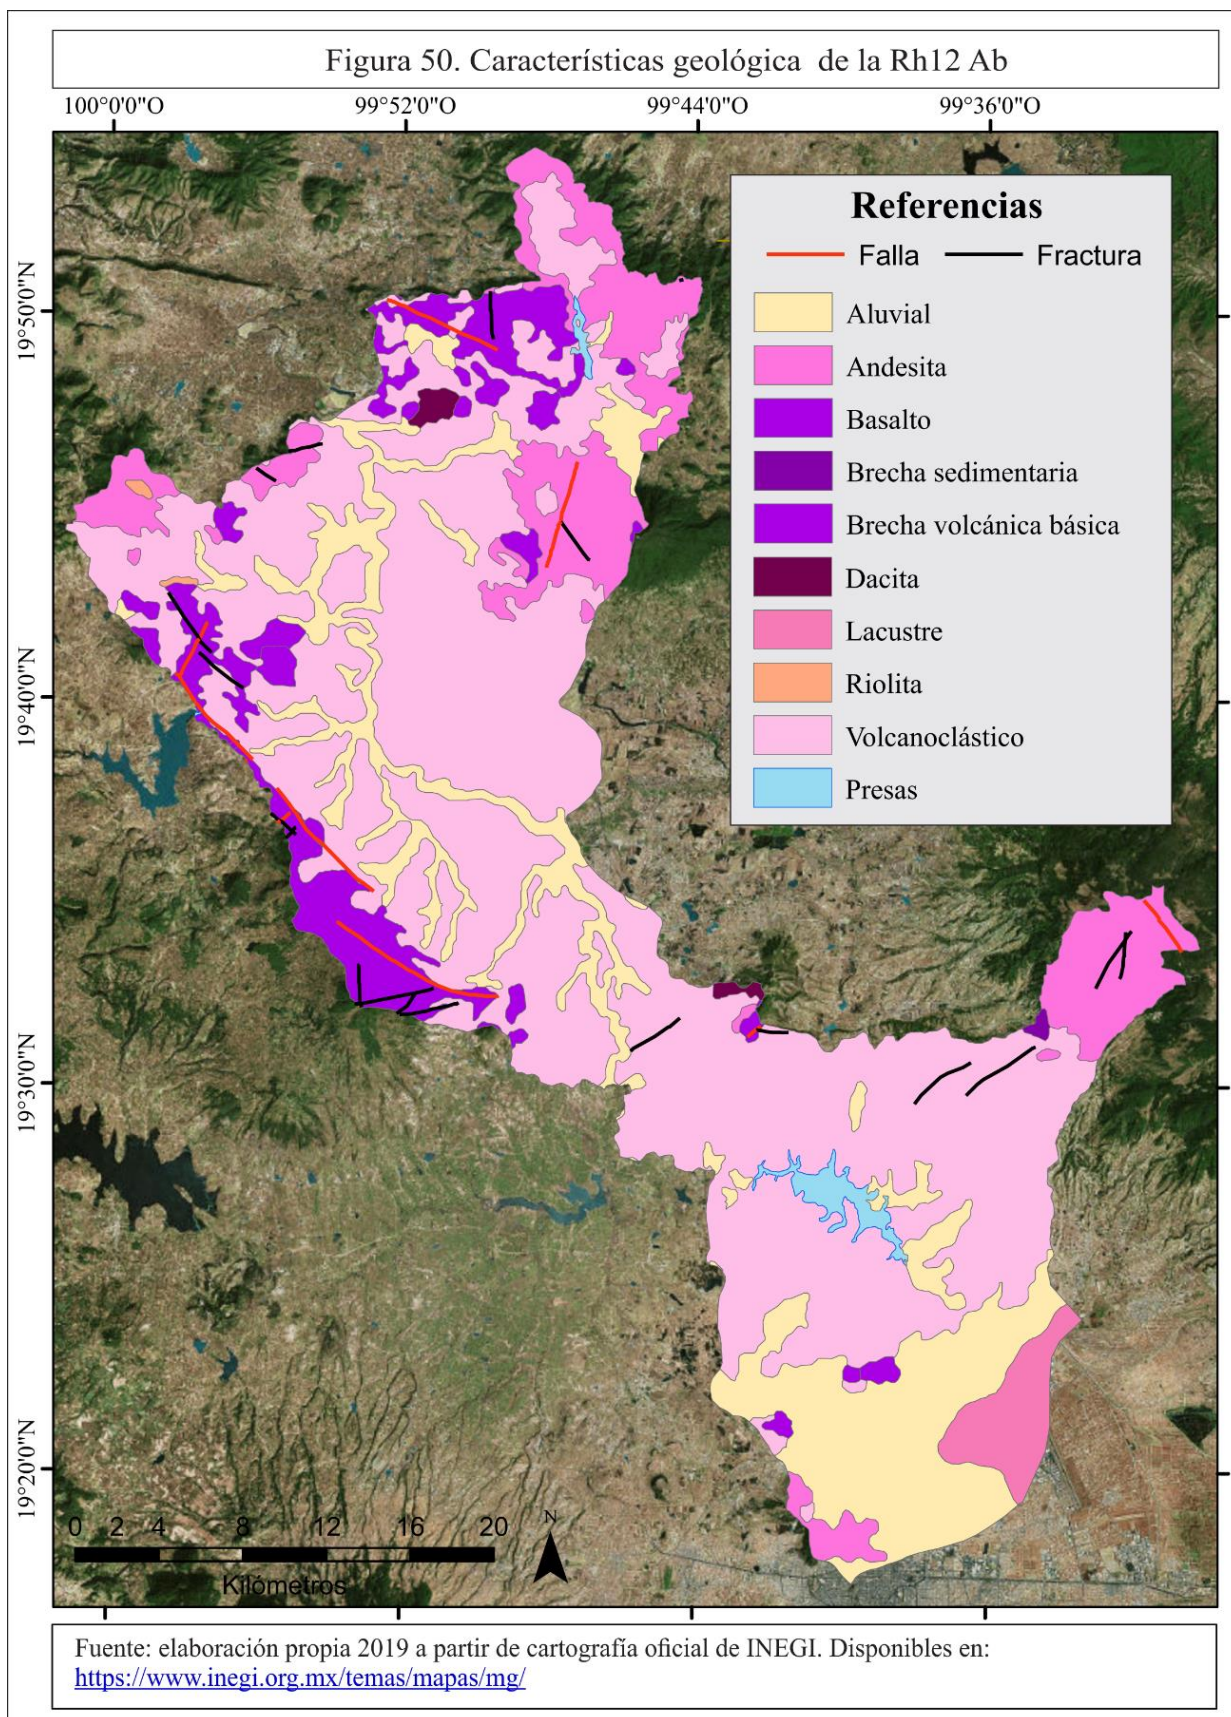 Figura 50. Características geológica de la Rh12 Ab
100°0'0"O 99°52'0"O 99°44'0"O 99°36'0"O
19°50'0"N
19°40'0"N
19°30'0"N
19°20'0"N
Referencias
Falla Fractura
Aluvial
Andesita
Basalto
Brecha sedimentaria
Brecha volcánica básica
Dacita
Lacustre
Riolita
Volcanoclástico
Presas
0 2 4 8 12 16 20
Kilómetros
N
Fuente: elaboración propia 2019 a partir de cartografía oficial de INEGI. Disponibles en:
https://www.inegi.org.mx/temas/mapas/mg/